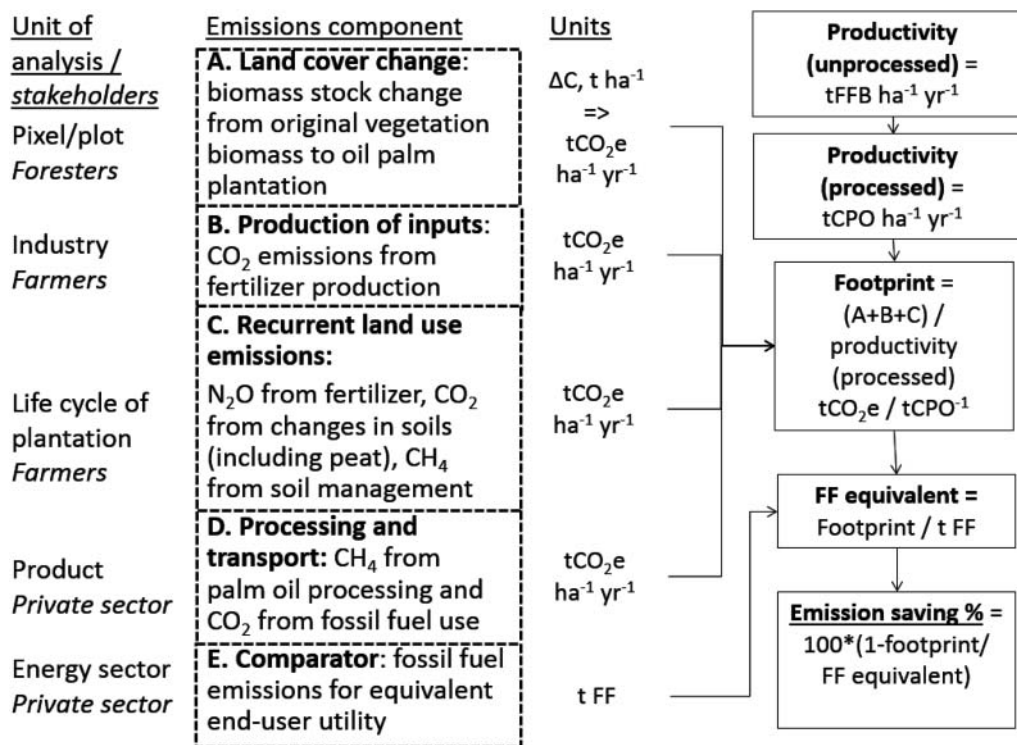 Unit of
analysis /
stakeholders
Pixel/plot
Foresters
Industry
Farmers
Life cycle of
plantation
Farmers
Product
Private sector
Energy sector
Private sector
Emissions component
A. Land cover change:
biomass stock change
from original vegetation
biomass to oil palm
plantation
B. Production of inputs:
CO₂ emissions from
fertilizer production
C. Recurrent land use
emissions:
N₂O from fertilizer, CO₂
from changes in soils
(including peat), CH₄
from soil management
D. Processing and
transport: CH₄ from
palm oil processing and
CO₂ from fossil fuel use
E. Comparator: fossil fuel
emissions for equivalent
end-user utility
Units
ΔC, t ha⁻¹
=>
tCO₂e
ha⁻¹ yr⁻¹
tCO₂e
ha⁻¹ yr⁻¹
tCO₂e
ha⁻¹ yr⁻¹
tCO₂e
ha⁻¹ yr⁻¹
t FF
Productivity
(unprocessed) =
tFFB ha⁻¹ yr⁻¹
Productivity
(processed) =
tCPO ha⁻¹ yr⁻¹
Footprint =
(A+B+C) /
productivity
(processed)
tCO₂e / tCPO⁻¹
FF equivalent =
Footprint / t FF
Emission saving % =
100*(1-footprint/
FF equivalent)